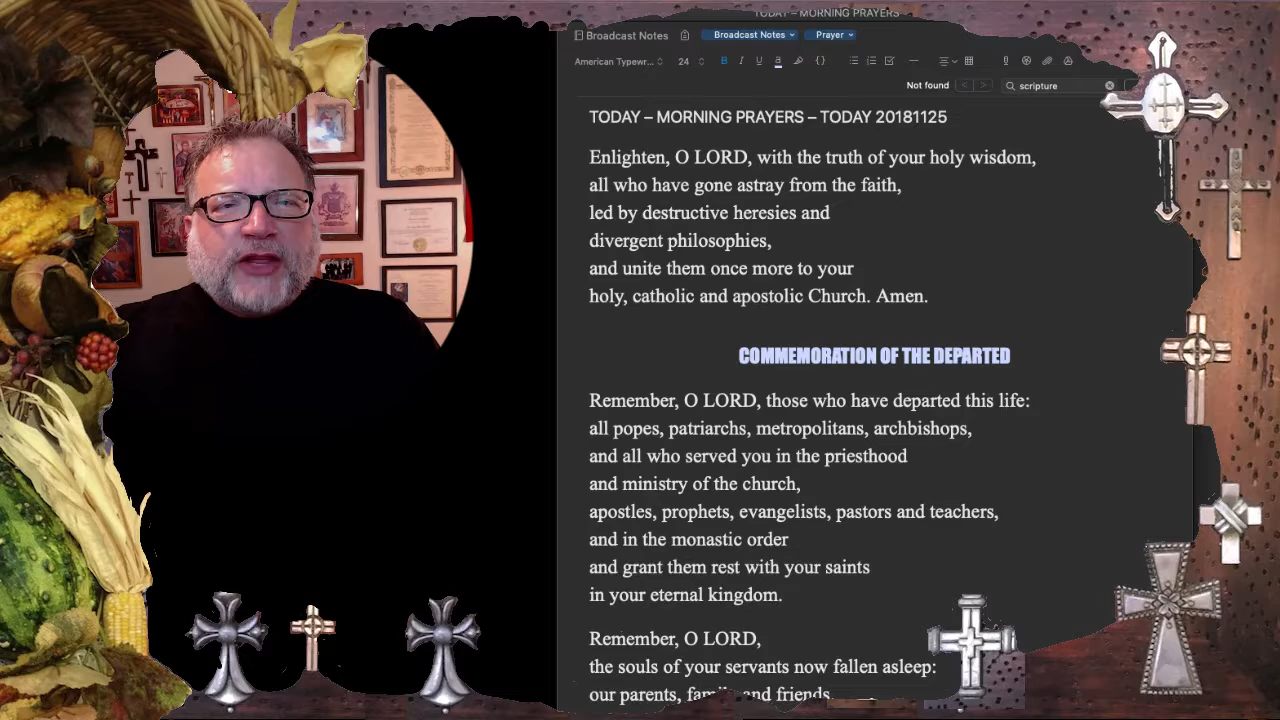 TODAY – MORNING PRAYERS
Broadcast Notes
Broadcast Notes
Prayer
American Typewr...
24
B I U a
Not found
scripture
TODAY – MORNING PRAYERS – TODAY 20181125
Enlighten, O LORD, with the truth of your holy wisdom,
all who have gone astray from the faith,
led by destructive heresies and
divergent philosophies,
and unite them once more to your
holy, catholic and apostolic Church. Amen.
COMMEMORATION OF THE DEPARTED
Remember, O LORD, those who have departed this life:
all popes, patriarchs, metropolitans, archbishops,
and all who served you in the priesthood
and ministry of the church,
apostles, prophets, evangelists, pastors and teachers,
and in the monastic order
and grant them rest with your saints
in your eternal kingdom.
Remember, O LORD,
the souls of your servants now fallen asleep:
our parents, family and friends,